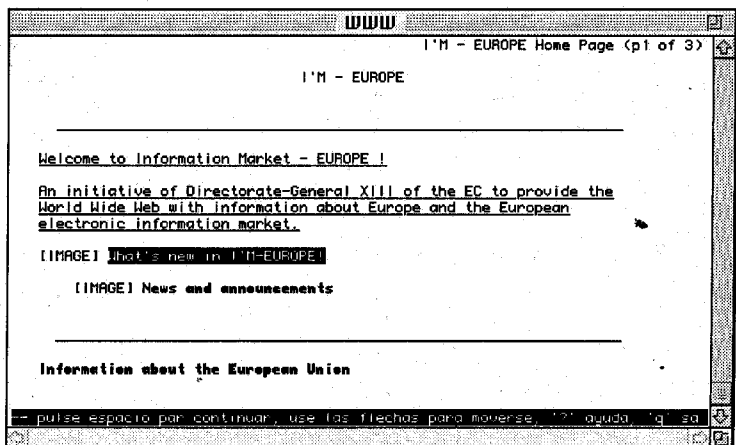 WWW
I'M - EUROPE Home Page (p1 of 3)
I'M - EUROPE
Welcome to Information Market - EUROPE !
An initiative of Directorate-General XIII of the EC to provide the
World Wide Web with information about Europe and the European
electronic information market.
[IMAGE] What's new in I'M-EUROPE!
[IMAGE] News and announcements
Information about the European Union
-- pulse espacio par continuar, use las flechas para moverse, '?' ayuda, 'q' sa